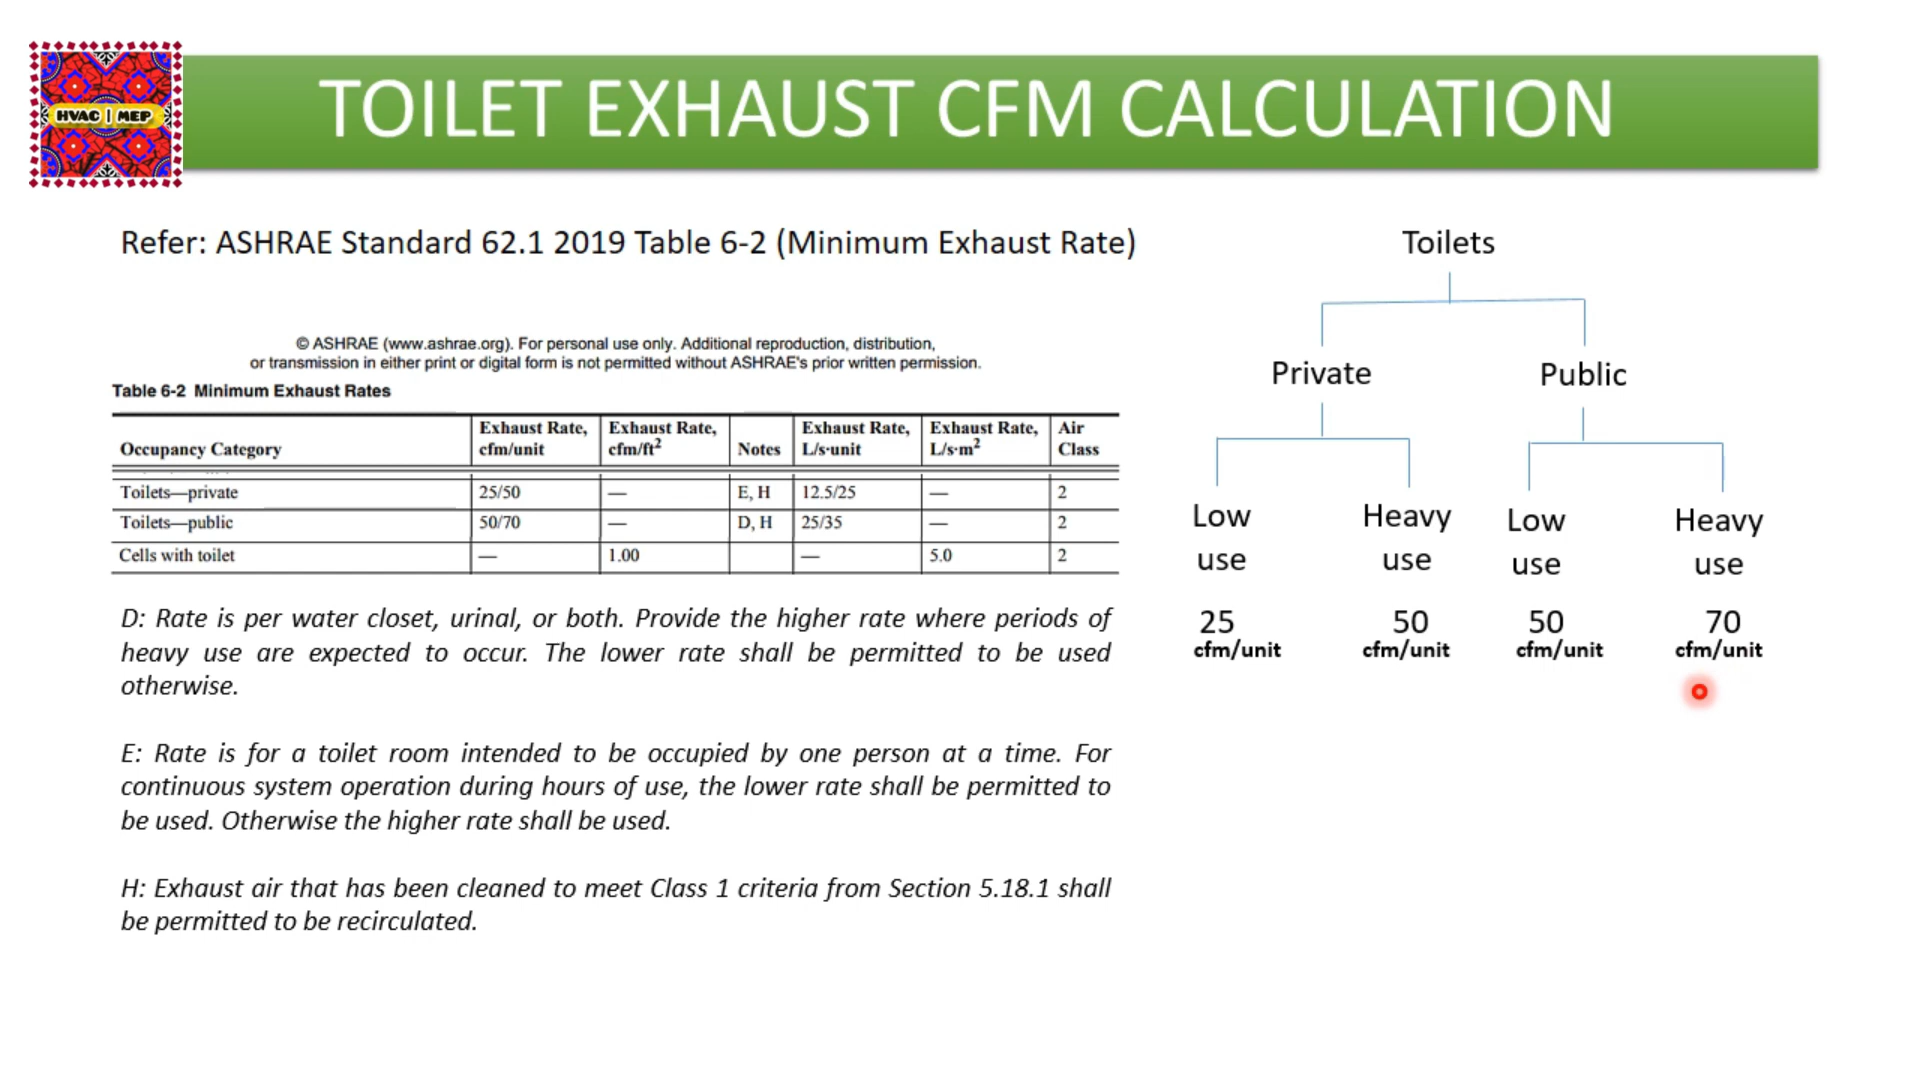 HVAC | MEP
TOILET EXHAUST CFM CALCULATION
Refer: ASHRAE Standard 62.1 2019 Table 6-2 (Minimum Exhaust Rate)
© ASHRAE (www.ashrae.org). For personal use only. Additional reproduction, distribution,
or transmission in either print or digital form is not permitted without ASHRAE's prior written permission.
Table 6-2 Minimum Exhaust Rates
Occupancy Category | Exhaust Rate, cfm/unit | Exhaust Rate, cfm/ft² | Notes | Exhaust Rate, L/s·unit | Exhaust Rate, L/s·m² | Air Class
Toilets—private | 25/50 | — | E, H | 12.5/25 | — | 2
Toilets—public | 50/70 | — | D, H | 25/35 | — | 2
Cells with toilet | — | 1.00 | | — | 5.0 | 2
D: Rate is per water closet, urinal, or both. Provide the higher rate where periods of
heavy use are expected to occur. The lower rate shall be permitted to be used
otherwise.
E: Rate is for a toilet room intended to be occupied by one person at a time. For
continuous system operation during hours of use, the lower rate shall be permitted to
be used. Otherwise the higher rate shall be used.
H: Exhaust air that has been cleaned to meet Class 1 criteria from Section 5.18.1 shall
be permitted to be recirculated.
Toilets
Private Public
Low Heavy Low Heavy
use use use use
25 50 50 70
cfm/unit cfm/unit cfm/unit cfm/unit